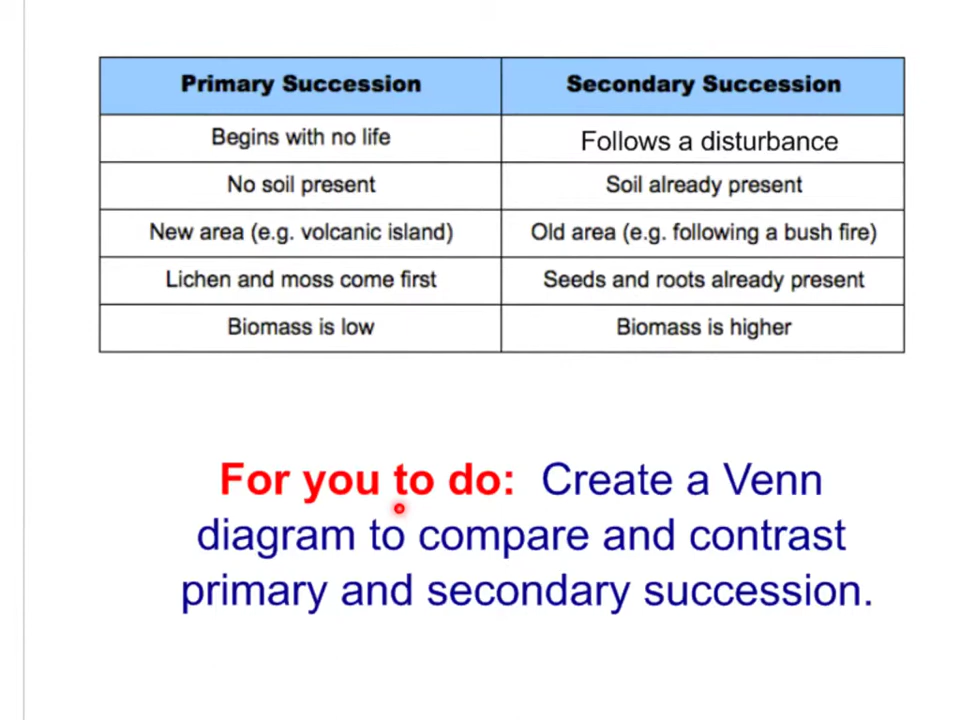 Primary Succession Secondary Succession
Begins with no life Follows a disturbance
No soil present Soil already present
New area (e.g. volcanic island) Old area (e.g. following a bush fire)
Lichen and moss come first Seeds and roots already present
Biomass is low Biomass is higher
For you to do: Create a Venn
diagram to compare and contrast
primary and secondary succession.